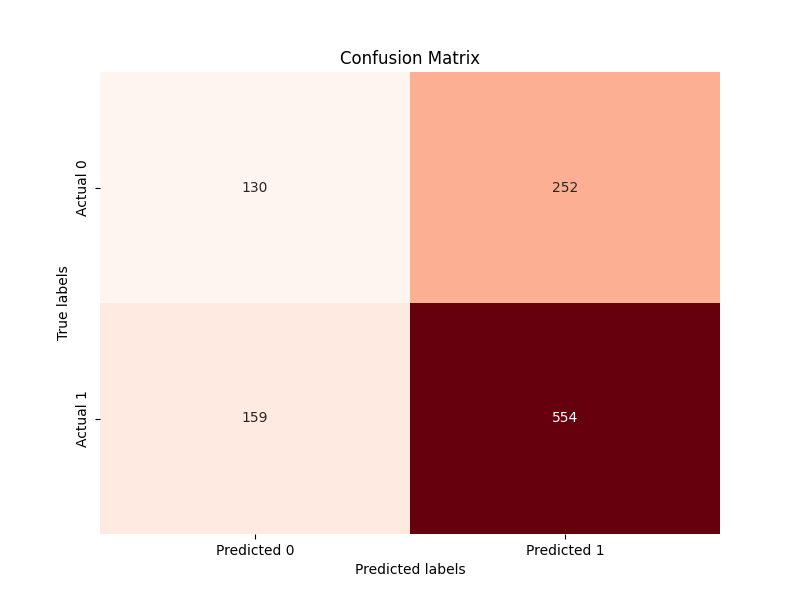 Confusion Matrix
True labels
Actual 0
130
252
Actual 1
159
554
Predicted 0
Predicted 1
Predicted labels